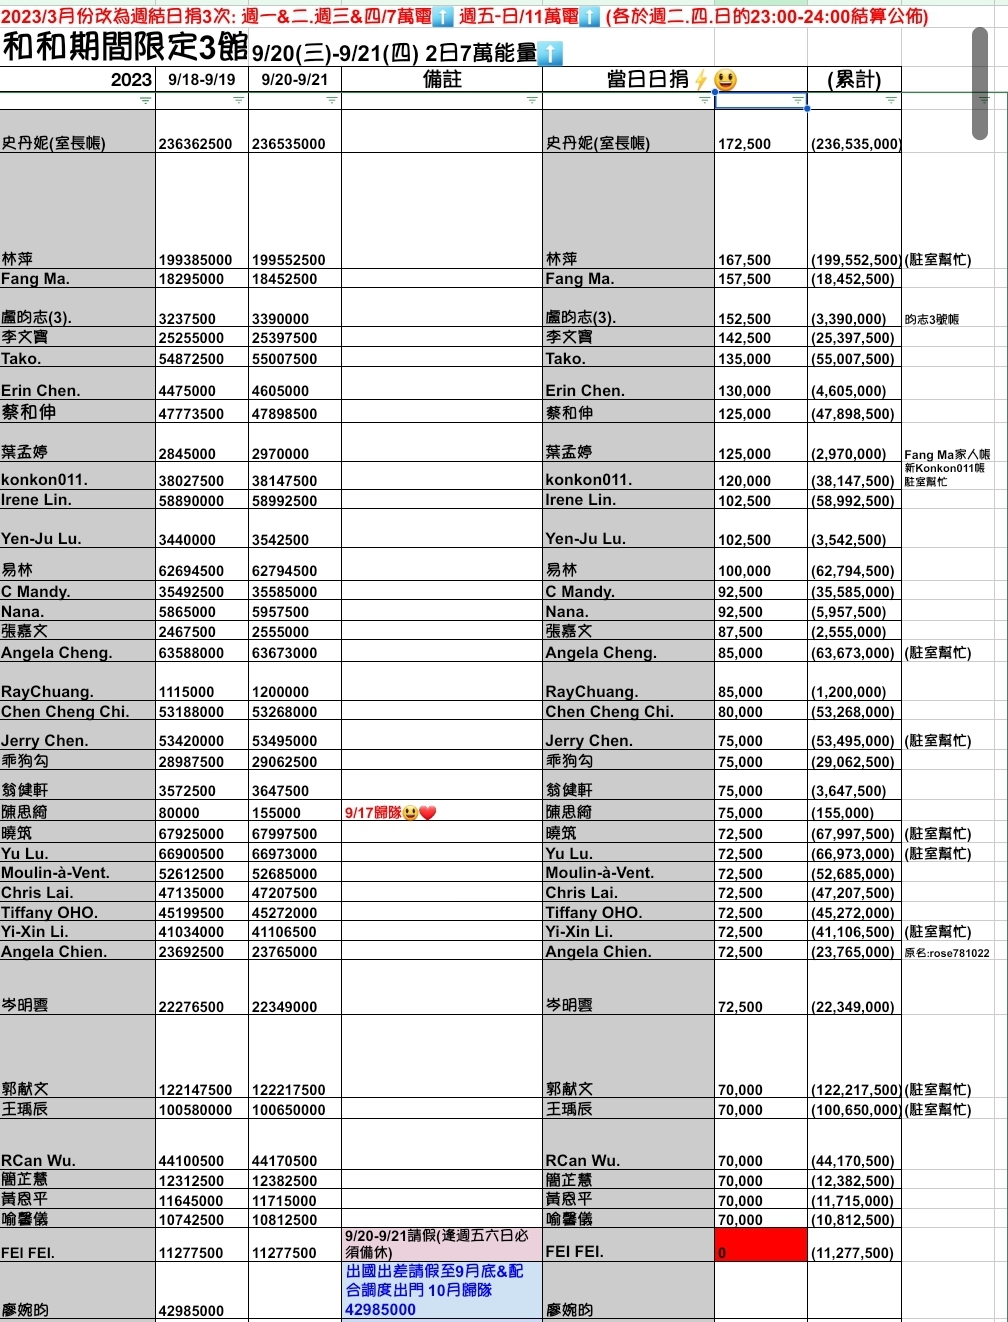 2023/3月份改為週結日捐3次: 週一&二.週三&四/7萬電⬆️ 週五-日/11萬電⬆️ (各於週二.四.日的23:00-24:00結算公佈)
和和期間限定3館 9/20(三)-9/21(四) 2日7萬能量⬆️
2023 9/18-9/19 9/20-9/21 備註 當日日捐⚡😃 (累計)
史丹妮(室長帳) 236362500 236535000 史丹妮(室長帳) 172,500 (236,535,000)
林萍 199385000 199552500 林萍 167,500 (199,552,500) (駐室幫忙)
Fang Ma. 18295000 18452500 Fang Ma. 157,500 (18,452,500)
盧昀志(3). 3237500 3390000 盧昀志(3). 152,500 (3,390,000) 昀志3號帳
李文寶 25255000 25397500 李文寶 142,500 (25,397,500)
Tako. 54872500 55007500 Tako. 135,000 (55,007,500)
Erin Chen. 4475000 4605000 Erin Chen. 130,000 (4,605,000)
蔡和伸 47773500 47898500 蔡和伸 125,000 (47,898,500)
葉孟婷 2845000 2970000 葉孟婷 125,000 (2,970,000) Fang Ma家人帳
konkon011. 38027500 38147500 konkon011. 120,000 (38,147,500) 新Konkon011帳
駐室幫忙
Irene Lin. 58890000 58992500 Irene Lin. 102,500 (58,992,500)
Yen-Ju Lu. 3440000 3542500 Yen-Ju Lu. 102,500 (3,542,500)
易林 62694500 62794500 易林 100,000 (62,794,500)
C Mandy. 35492500 35585000 C Mandy. 92,500 (35,585,000)
Nana. 5865000 5957500 Nana. 92,500 (5,957,500)
張嘉文 2467500 2555000 張嘉文 87,500 (2,555,000)
Angela Cheng. 63588000 63673000 Angela Cheng. 85,000 (63,673,000) (駐室幫忙)
RayChuang. 1115000 1200000 RayChuang. 85,000 (1,200,000)
Chen Cheng Chi. 53188000 53268000 Chen Cheng Chi. 80,000 (53,268,000)
Jerry Chen. 53420000 53495000 Jerry Chen. 75,000 (53,495,000) (駐室幫忙)
乖狗勾 28987500 29062500 乖狗勾 75,000 (29,062,500)
翁健軒 3572500 3647500 翁健軒 75,000 (3,647,500)
陳思綺 80000 155000 9/17歸隊😃❤️ 陳思綺 75,000 (155,000)
曉筑 67925000 67997500 曉筑 72,500 (67,997,500) (駐室幫忙)
Yu Lu. 66900500 66973000 Yu Lu. 72,500 (66,973,000) (駐室幫忙)
Moulin-à-Vent. 52612500 52685000 Moulin-à-Vent. 72,500 (52,685,000)
Chris Lai. 47135000 47207500 Chris Lai. 72,500 (47,207,500)
Tiffany OHO. 45199500 45272000 Tiffany OHO. 72,500 (45,272,000)
Yi-Xin Li. 41034000 41106500 Yi-Xin Li. 72,500 (41,106,500) (駐室幫忙)
Angela Chien. 23692500 23765000 Angela Chien. 72,500 (23,765,000) 原名:rose781022
岑明雲 22276500 22349000 岑明雲 72,500 (22,349,000)
郭献文 122147500 122217500 郭献文 70,000 (122,217,500) (駐室幫忙)
王瑀辰 100580000 100650000 王瑀辰 70,000 (100,650,000) (駐室幫忙)
RCan Wu. 44100500 44170500 RCan Wu. 70,000 (44,170,500)
簡芷慧 12312500 12382500 簡芷慧 70,000 (12,382,500)
黃恩平 11645000 11715000 黃恩平 70,000 (11,715,000)
喻馨儀 10742500 10812500 喻馨儀 70,000 (10,812,500)
9/20-9/21請假(逢週五六日必
FEI FEI. 11277500 11277500 須備休) FEI FEI. 0 (11,277,500)
出國出差請假至9月底&配
合調度出門 10月歸隊
廖婉昀 42985000 42985000 廖婉昀